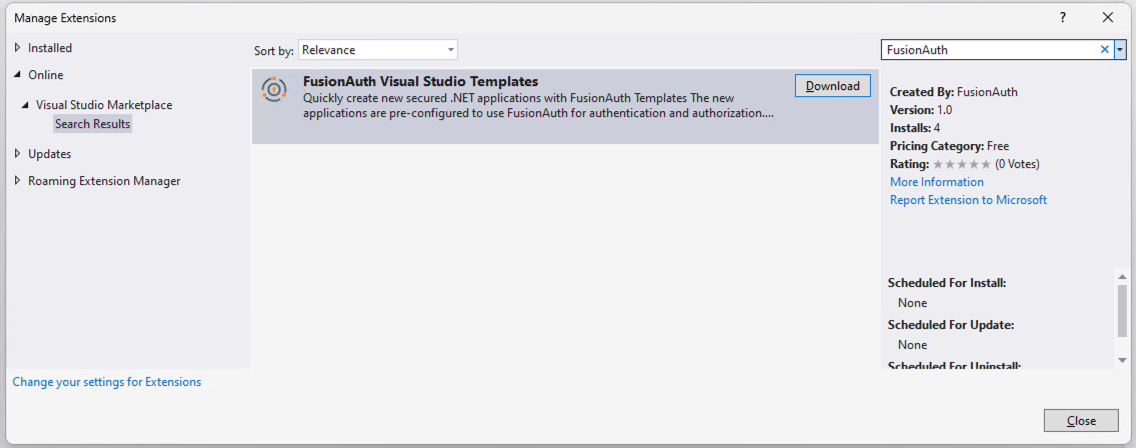 Manage Extensions
?
Installed
Online
Visual Studio Marketplace
Search Results
Updates
Roaming Extension Manager
Change your settings for Extensions
Sort by: Relevance
FusionAuth Visual Studio Templates
Quickly create new secured .NET applications with FusionAuth Templates The new
applications are pre-configured to use FusionAuth for authentication and authorization....
Download
FusionAuth
Created By: FusionAuth
Version: 1.0
Installs: 4
Pricing Category: Free
Rating: ★★★★★ (0 Votes)
More Information
Report Extension to Microsoft
Scheduled For Install:
None
Scheduled For Update:
None
Scheduled For Uninstall:
Close